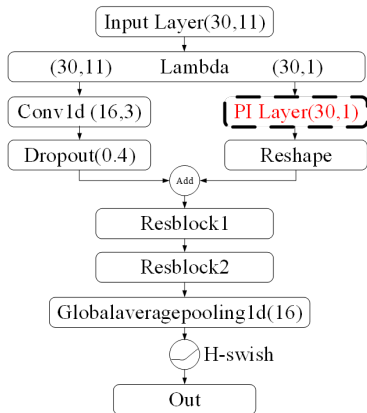 Input Layer(30,11)
(30,11) Lambda (30,1)
Conv1d (16,3) PI Layer(30,1)
Dropout(0.4) Reshape
Add
Resblock1
Resblock2
Globalaveragepooling1d(16)
H-swish
Out